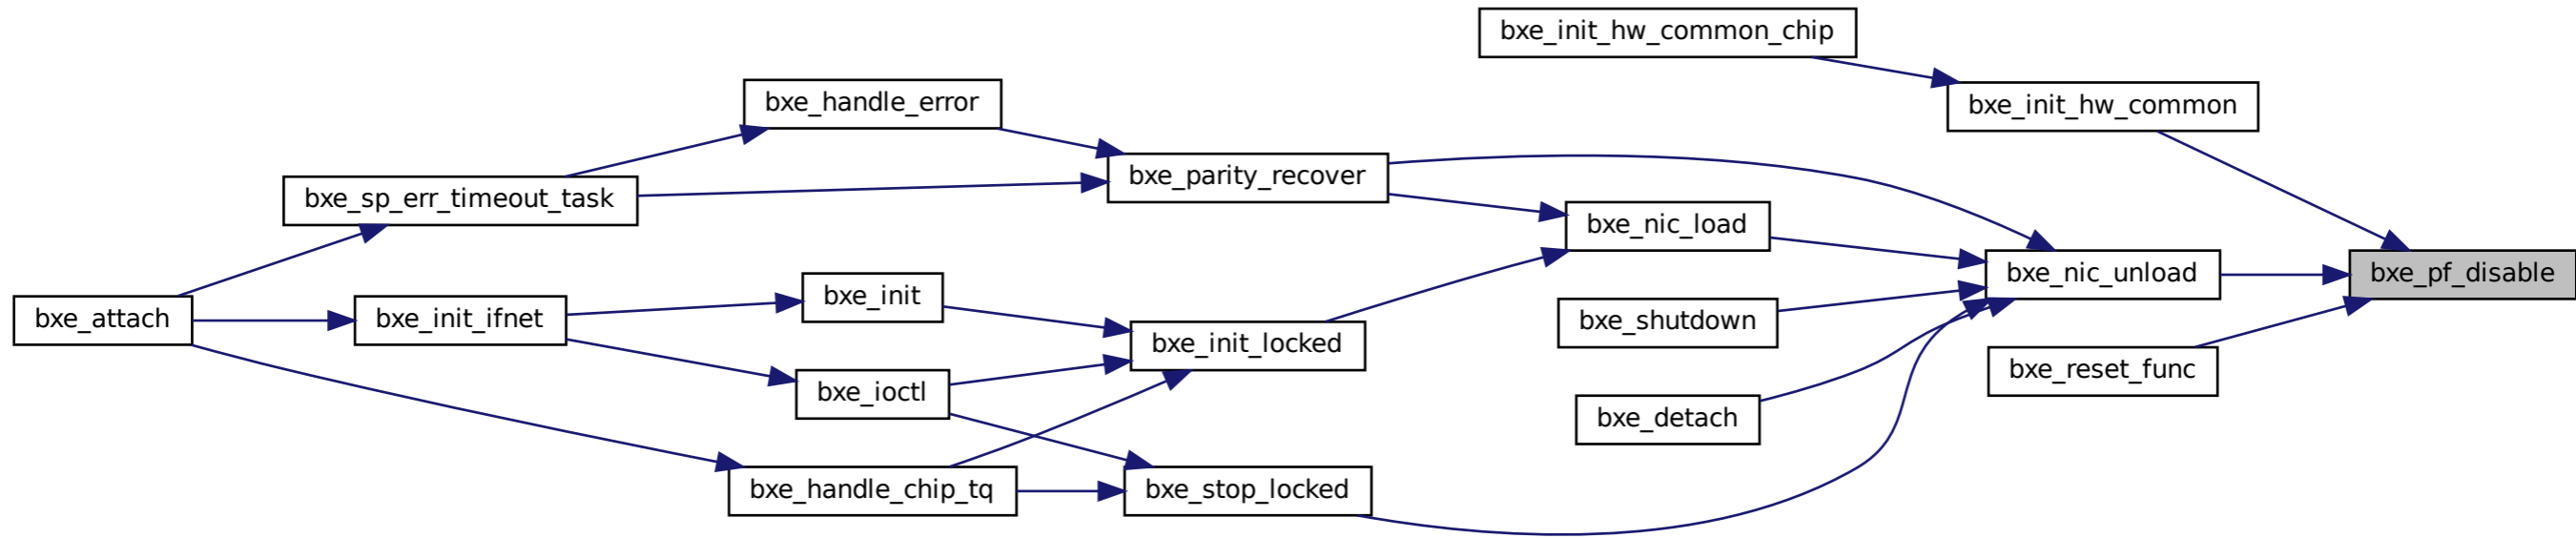 bxe_init_hw_common_chip
bxe_handle_error
bxe_init_hw_common
bxe_parity_recover
bxe_sp_err_timeout_task
bxe_nic_load
bxe_nic_unload
bxe_pf_disable
bxe_init
bxe_attach
bxe_init_ifnet
bxe_shutdown
bxe_init_locked
bxe_reset_func
bxe_ioctl
bxe_detach
bxe_handle_chip_tq
bxe_stop_locked